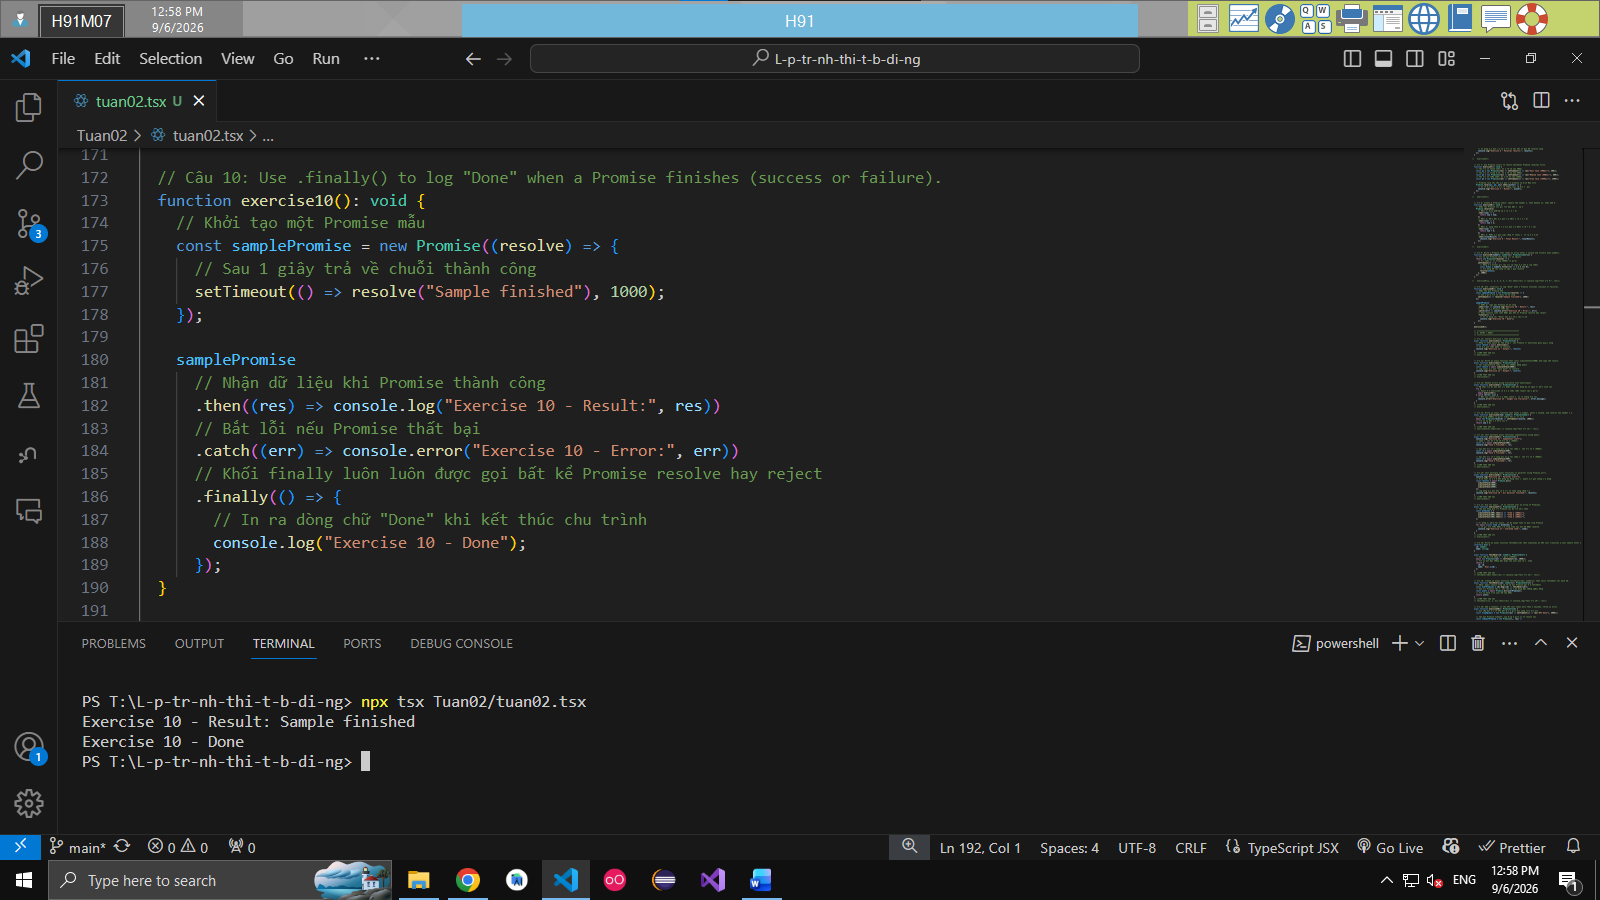 H91M07
12:58 PM
9/6/2026
H91
Q W
A S
File Edit Selection View Go Run ···
L-p-tr-nh-thi-t-b-di-ng
tuan02.tsx U
Tuan02 > tuan02.tsx > ...
171
172 // Câu 10: Use .finally() to log "Done" when a Promise finishes (success or failure).
173 function exercise10(): void {
174 // Khởi tạo một Promise mẫu
175 const samplePromise = new Promise((resolve) => {
176 // Sau 1 giây trả về chuỗi thành công
177 setTimeout(() => resolve("Sample finished"), 1000);
178 });
179
180 samplePromise
181 // Nhận dữ liệu khi Promise thành công
182 .then((res) => console.log("Exercise 10 - Result:", res))
183 // Bắt lỗi nếu Promise thất bại
184 .catch((err) => console.error("Exercise 10 - Error:", err))
185 // Khối finally luôn luôn được gọi bất kể Promise resolve hay reject
186 .finally(() => {
187 // In ra dòng chữ "Done" khi kết thúc chu trình
188 console.log("Exercise 10 - Done");
189 });
190 }
191
3
1
PROBLEMS OUTPUT TERMINAL PORTS DEBUG CONSOLE
powershell
PS T:\L-p-tr-nh-thi-t-b-di-ng> npx tsx Tuan02/tuan02.tsx
Exercise 10 - Result: Sample finished
Exercise 10 - Done
PS T:\L-p-tr-nh-thi-t-b-di-ng>
main* 0 0 0
Ln 192, Col 1 Spaces: 4 UTF-8 CRLF TypeScript JSX Go Live Prettier
Type here to search
ENG
12:58 PM
9/6/2026
1